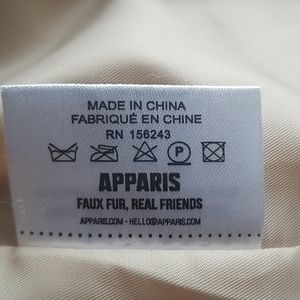 MADE IN CHINA
FABRIQUÉ EN CHINE
RN 156243
P
APPARIS
FAUX FUR, REAL FRIENDS
APPARIS.COM - HELLO@APPARIS.COM